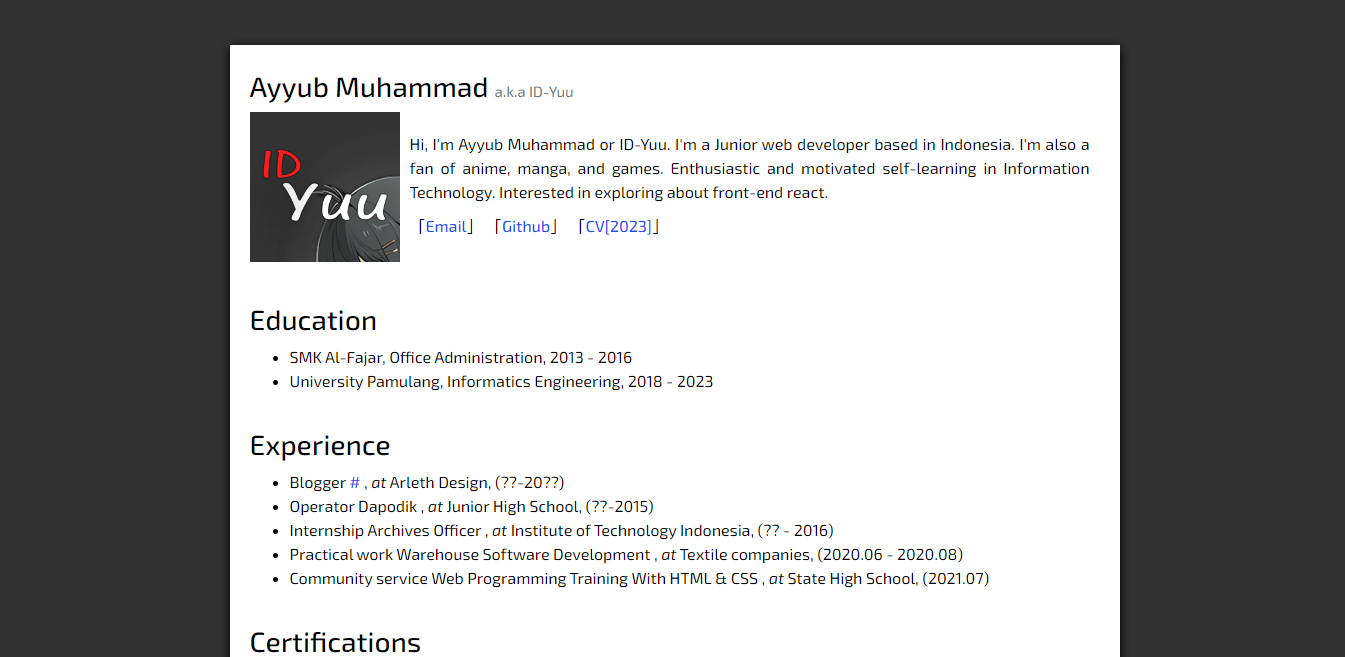 Ayyub Muhammad a.k.a ID-Yuu
ID
Yuu
Hi, I'm Ayyub Muhammad or ID-Yuu. I'm a Junior web developer based in Indonesia. I'm also a
fan of anime, manga, and games. Enthusiastic and motivated self-learning in Information
Technology. Interested in exploring about front-end react.
⌈Email⌋ ⌈Github⌋ ⌈CV[2023]⌋
Education
• SMK Al-Fajar, Office Administration, 2013 - 2016
• University Pamulang, Informatics Engineering, 2018 - 2023
Experience
• Blogger # , at Arleth Design, (??-20??)
• Operator Dapodik , at Junior High School, (??-2015)
• Internship Archives Officer , at Institute of Technology Indonesia, (?? - 2016)
• Practical work Warehouse Software Development , at Textile companies, (2020.06 - 2020.08)
• Community service Web Programming Training With HTML & CSS , at State High School, (2021.07)
Certifications